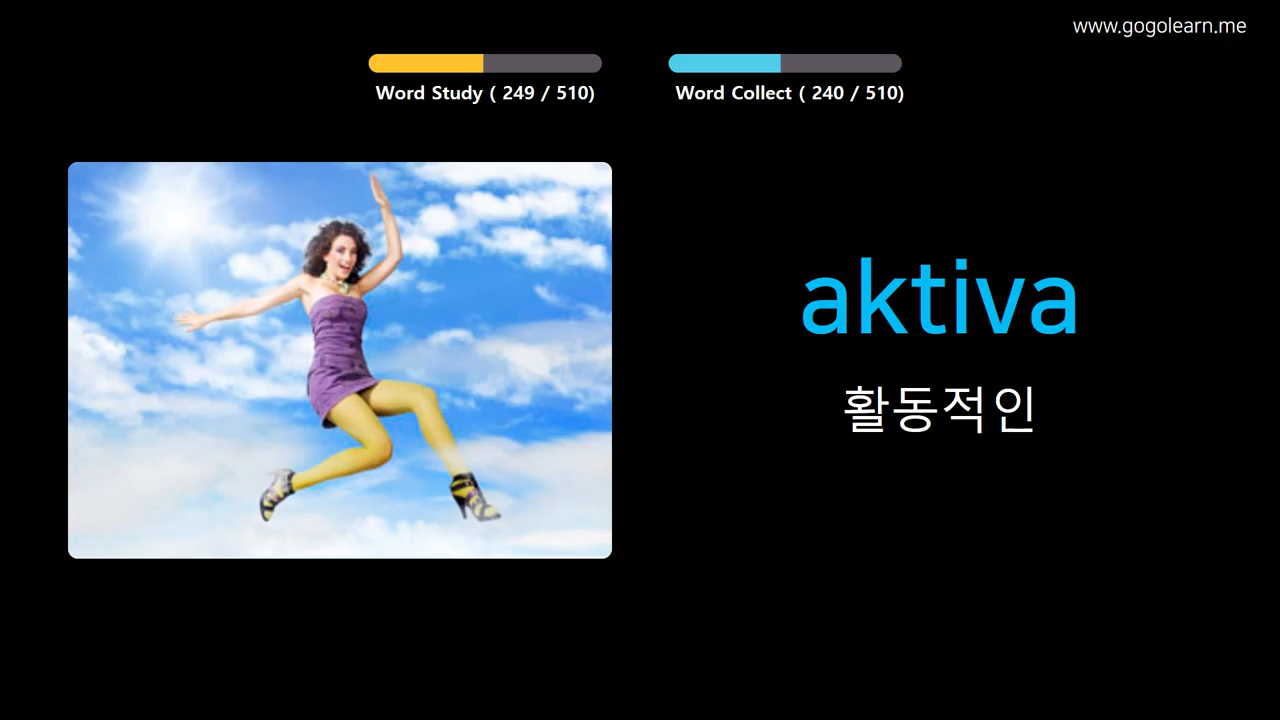 www.gogolearn.me
Word Study ( 249 / 510)
Word Collect ( 240 / 510)
aktiva
활동적인